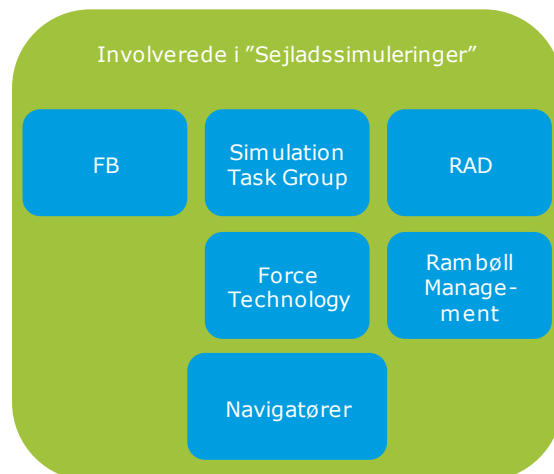 Involverede i ”Sejladssimuleringer”
FB
Simulation
Task Group
RAD
Force
Technology
Rambøll
Manage-
ment
Navigatører